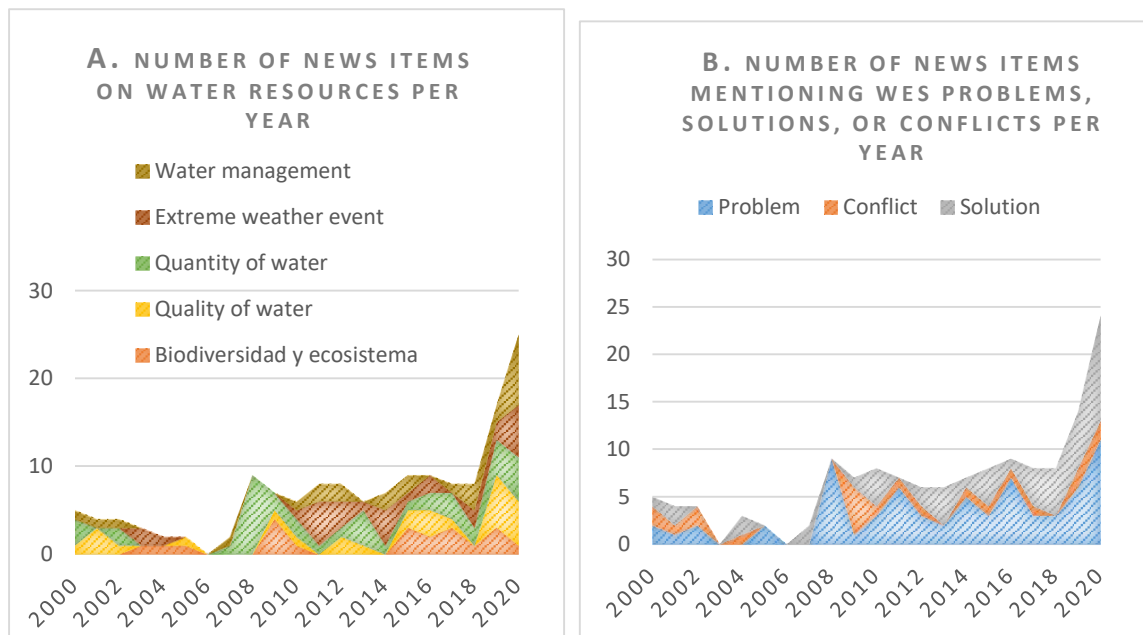 A. NUMBER OF NEWS ITEMS
ON WATER RESOURCES PER
YEAR
Water management
Extreme weather event
Quantity of water
Quality of water
Biodiversidad y ecosistema
30
20
10
0
2000
2002
2004
2006
2008
2010
2012
2014
2016
2018
2020
B. NUMBER OF NEWS ITEMS
MENTIONING WES PROBLEMS,
SOLUTIONS, OR CONFLICTS PER
YEAR
Problem Conflict Solution
30
25
20
15
10
5
0
2000
2002
2004
2006
2008
2010
2012
2014
2016
2018
2020